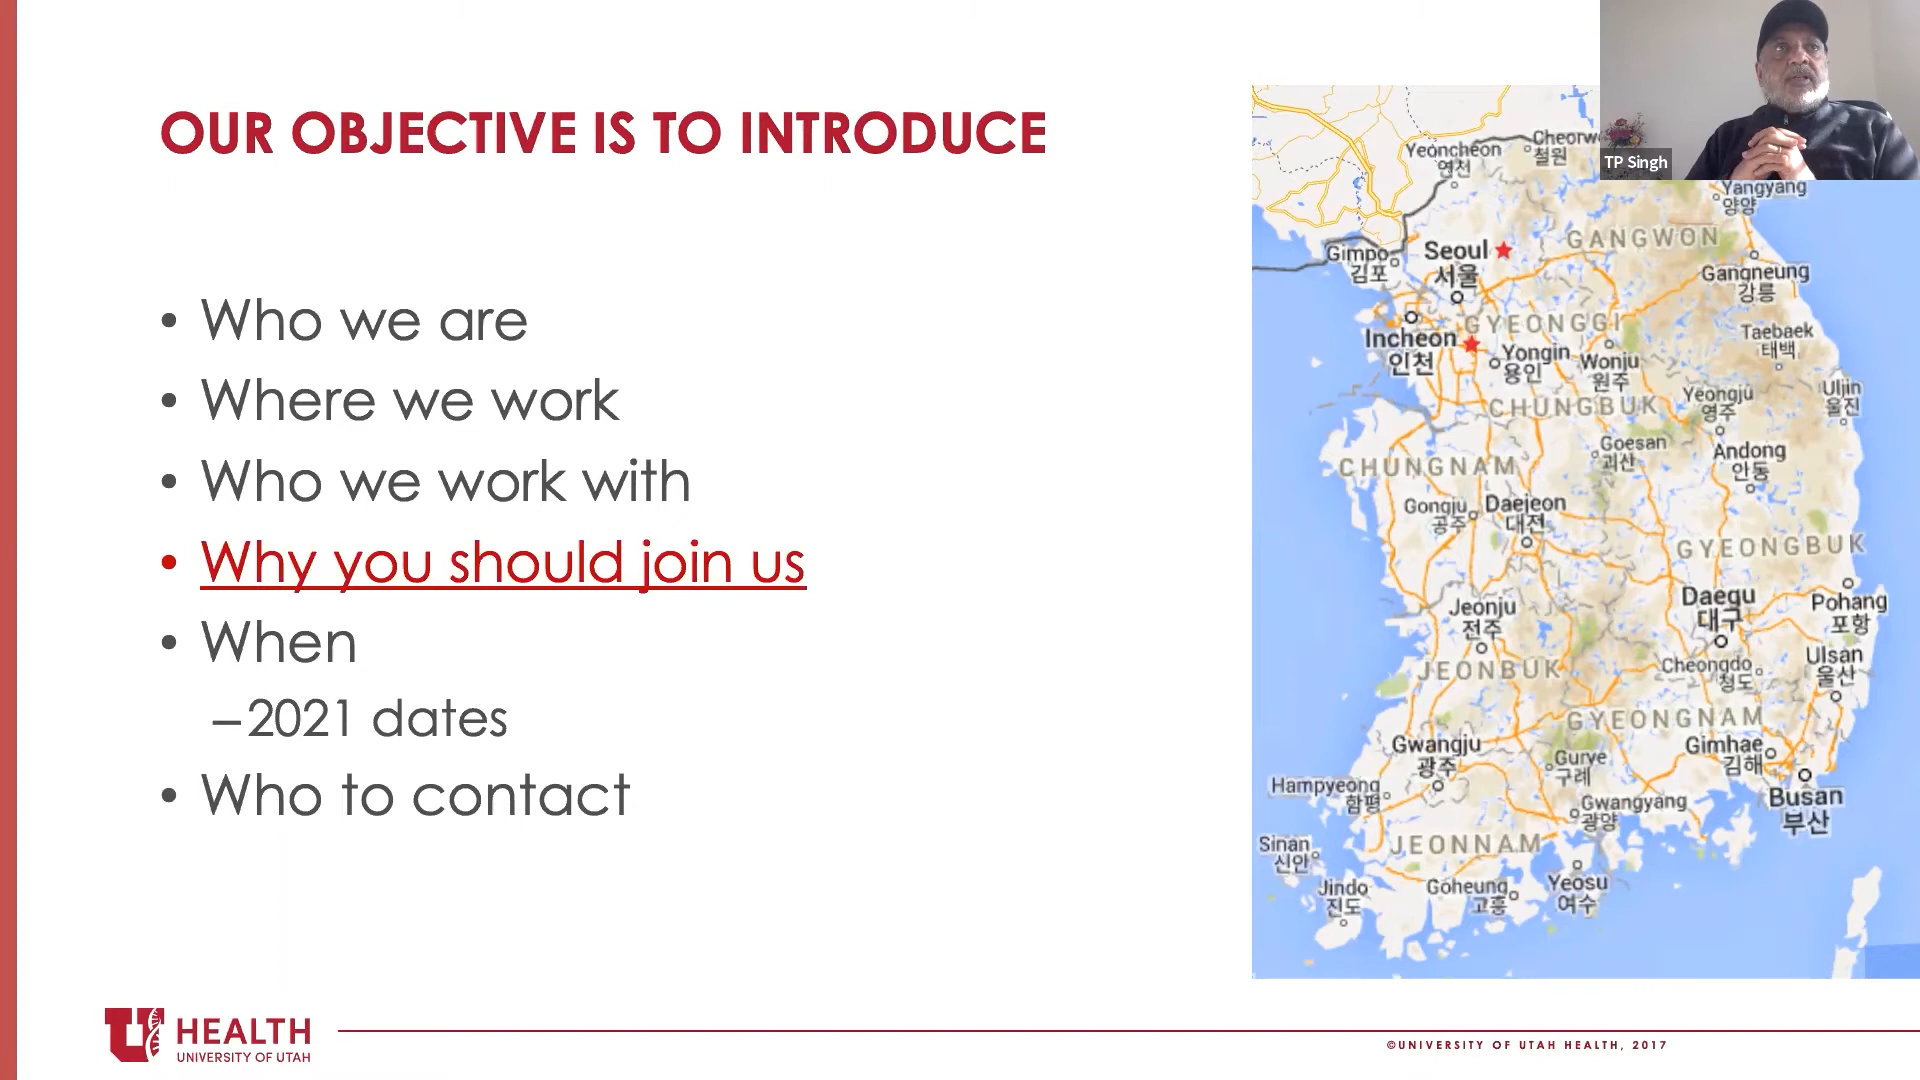 OUR OBJECTIVE IS TO INTRODUCE
• Who we are
• Where we work
• Who we work with
• Why you should join us
• When
–2021 dates
• Who to contact
TP Singh
Yeoncheon
연천
철원
Yangyang
양양
GANGWON
Seoul
서울
Gimpo
김포
Gangneung
강릉
GYEONGGI
Incheon
인천
Yongin
용인
Wonju
원주
Taebaek
태백
CHUNGBUK
Yeongju
영주
Uljin
울진
Goesan
괴산
Andong
안동
CHUNGNAM
Gongju
공주
Daejeon
대전
GYEONGBUK
Daegu
대구
Pohang
포항
Jeonju
전주
JEONBUK
Cheongdo
청도
Ulsan
울산
GYEONGNAM
Gwangju
광주
Gurye
구례
Gimhae
김해
Hampyeong
함평
Gwangyang
광양
Busan
부산
Sinan
신안
JEONNAM
Jindo
진도
Goheung
고흥
Yeosu
여수
U HEALTH
UNIVERSITY OF UTAH
©UNIVERSITY OF UTAH HEALTH, 2017